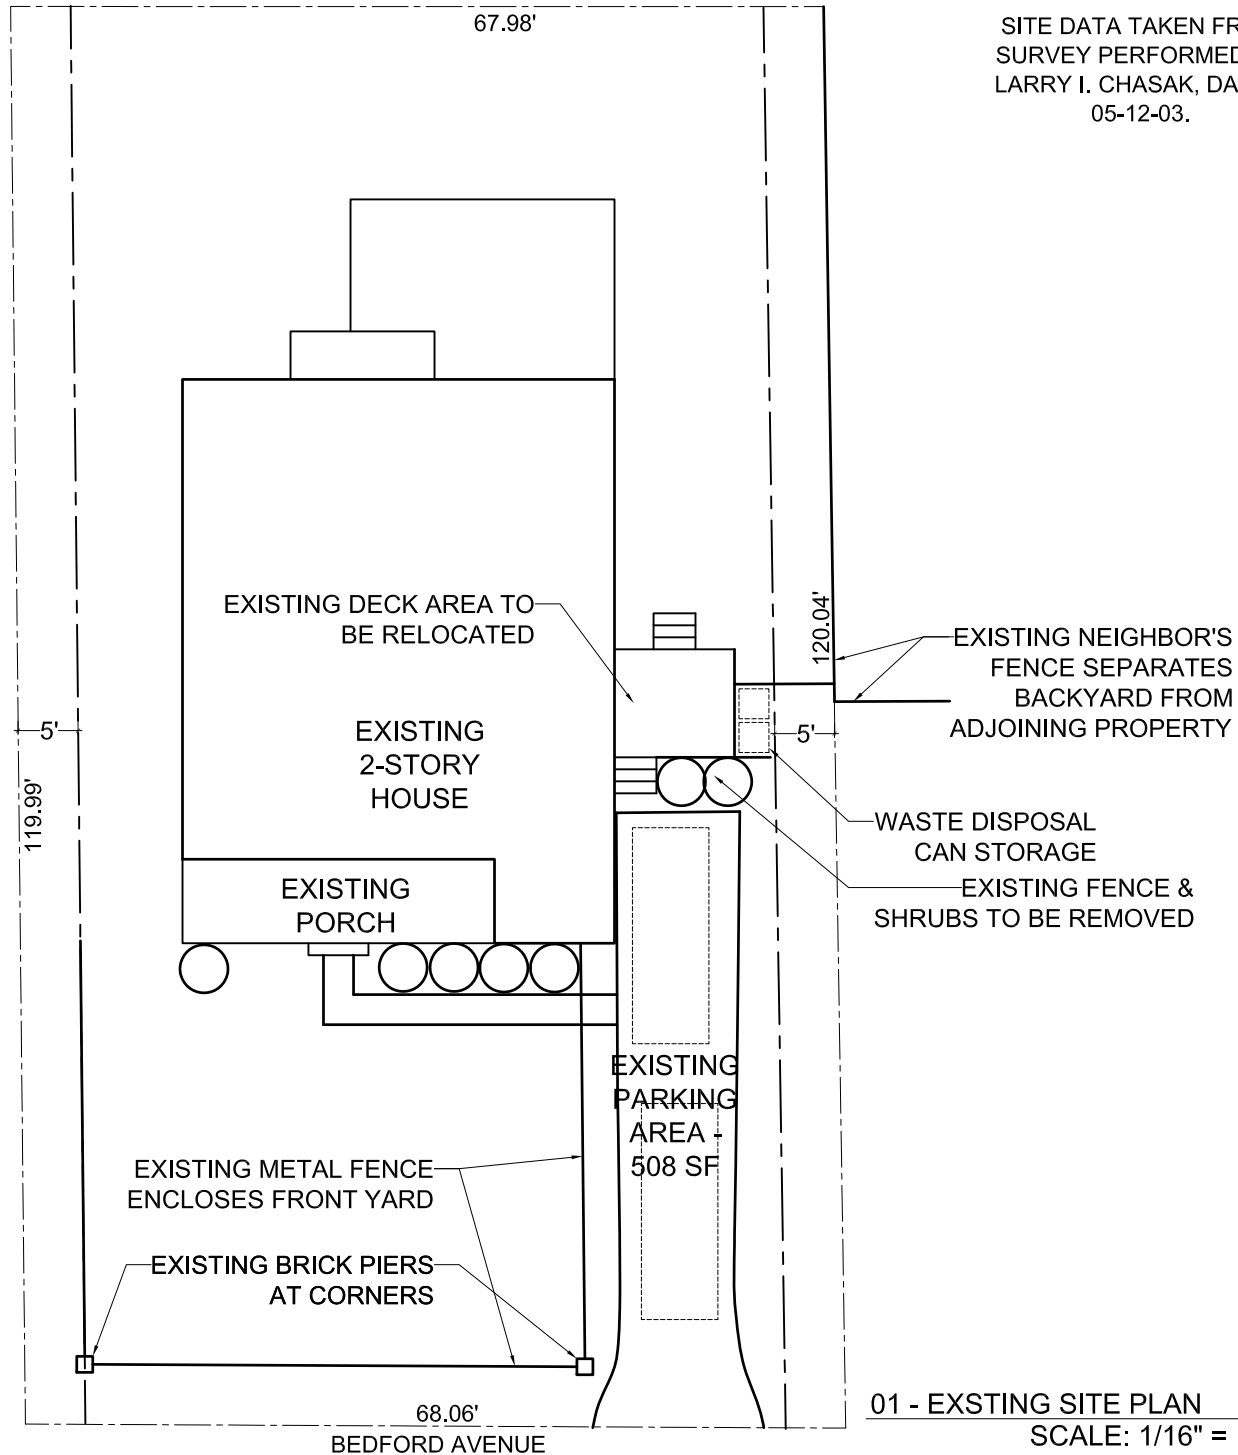 67.98'
SITE DATA TAKEN FR
SURVEY PERFORMED
LARRY I. CHASAK, DA
05-12-03.
EXISTING DECK AREA TO
BE RELOCATED
120.04'
EXISTING NEIGHBOR'S
FENCE SEPARATES
BACKYARD FROM
ADJOINING PROPERTY
5'
EXISTING
2-STORY
HOUSE
5'
119.99'
WASTE DISPOSAL
CAN STORAGE
EXISTING FENCE &
SHRUBS TO BE REMOVED
EXISTING
PORCH
EXISTING
PARKING
AREA -
508 SF
EXISTING METAL FENCE
ENCLOSES FRONT YARD
EXISTING BRICK PIERS
AT CORNERS
68.06'
BEDFORD AVENUE
01 - EXSTING SITE PLAN
SCALE: 1/16" =